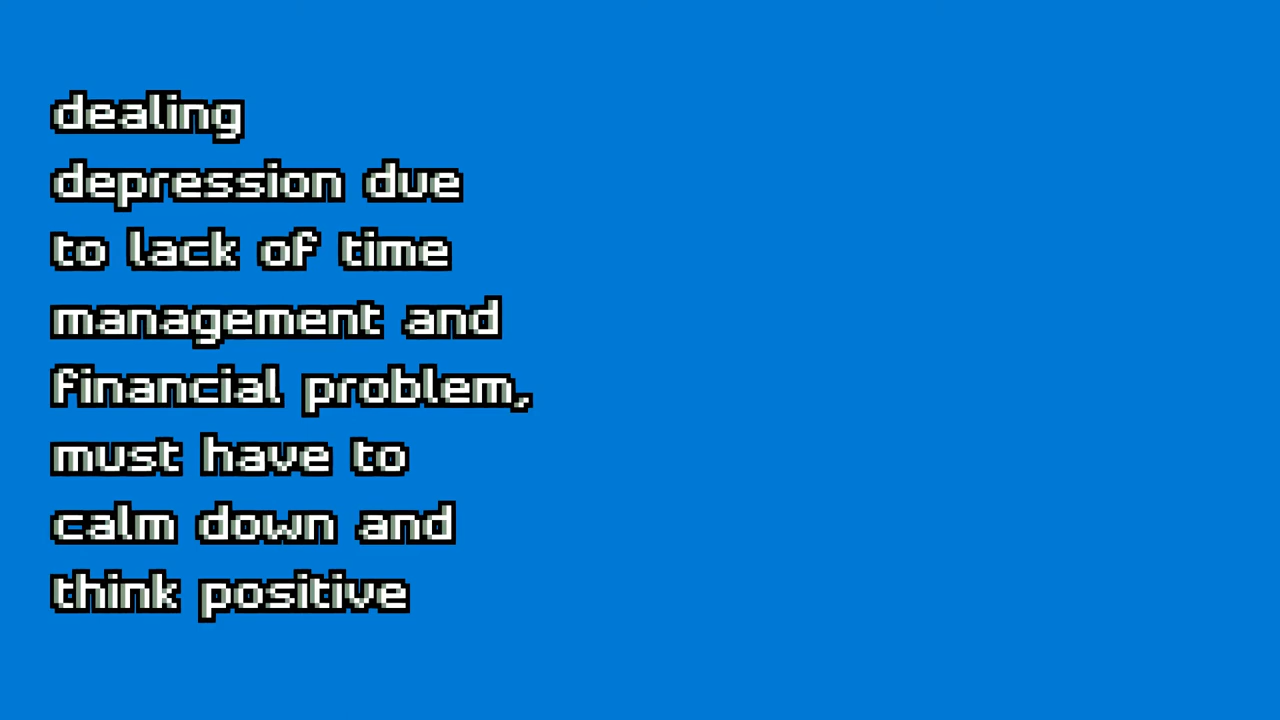 dealing
depression due
to lack of time
management and
financial problem,
must have to
calm down and
think positive